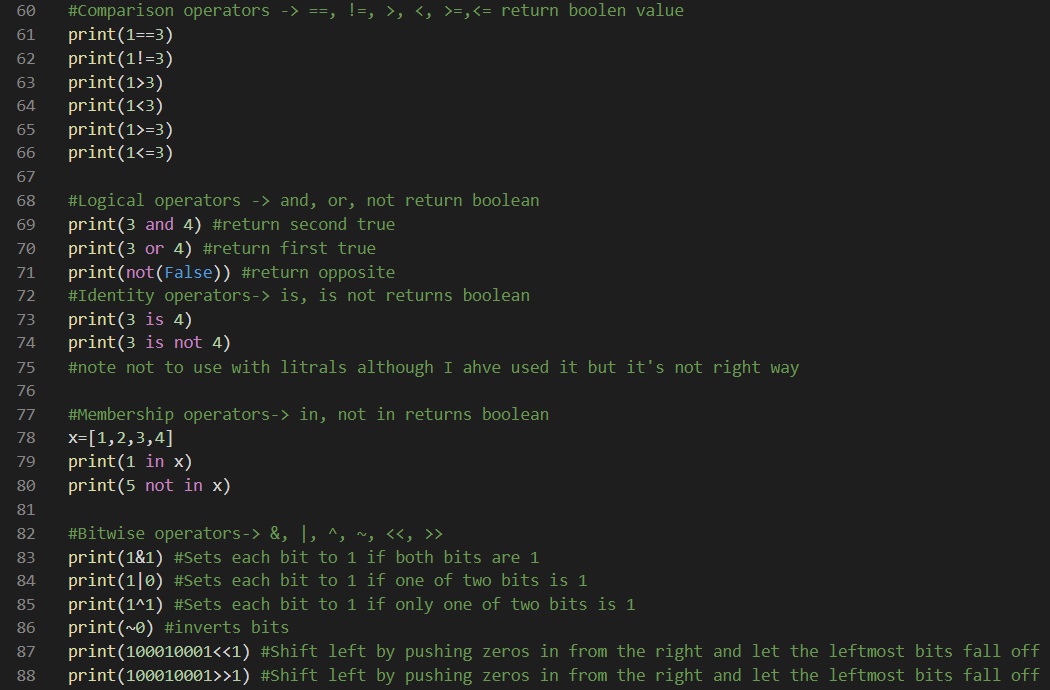 60 #Comparison operators -> ==, !=, >, <, >=,<= return boolen value
61 print(1==3)
62 print(1!=3)
63 print(1>3)
64 print(1<3)
65 print(1>=3)
66 print(1<=3)
67
68 #Logical operators -> and, or, not return boolean
69 print(3 and 4) #return second true
70 print(3 or 4) #return first true
71 print(not(False)) #return opposite
72 #Identity operators-> is, is not returns boolean
73 print(3 is 4)
74 print(3 is not 4)
75 #note not to use with litrals although I ahve used it but it's not right way
76
77 #Membership operators-> in, not in returns boolean
78 x=[1,2,3,4]
79 print(1 in x)
80 print(5 not in x)
81
82 #Bitwise operators-> &, |, ^, ~, <<, >>
83 print(1&1) #Sets each bit to 1 if both bits are 1
84 print(1|0) #Sets each bit to 1 if one of two bits is 1
85 print(1^1) #Sets each bit to 1 if only one of two bits is 1
86 print(~0) #inverts bits
87 print(100010001<<1) #Shift left by pushing zeros in from the right and let the leftmost bits fall off
88 print(100010001>>1) #Shift left by pushing zeros in from the right and let the leftmost bits fall off